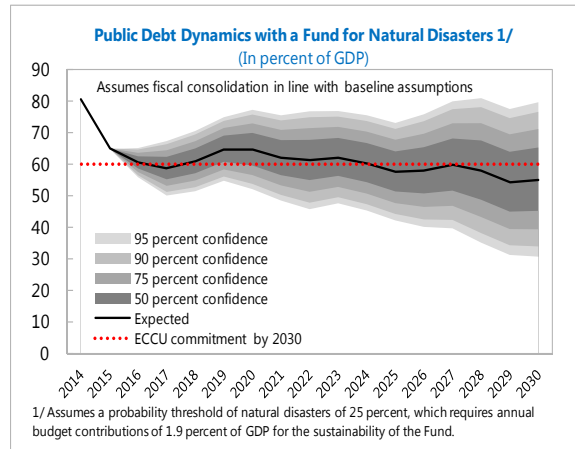 Public Debt Dynamics with a Fund for Natural Disasters 1/
(In percent of GDP)
Assumes fiscal consolidation in line with baseline assumptions
90
80
70
60
50
40
30
20
10
0
95 percent confidence
90 percent confidence
75 percent confidence
50 percent confidence
Expected
ECCU commitment by 2030
2014 2015 2016 2017 2018 2019 2020 2021 2022 2023 2024 2025 2026 2027 2028 2029 2030
1/ Assumes a probability threshold of natural disasters of 25 percent, which requires annual
budget contributions of 1.9 percent of GDP for the sustainability of the Fund.